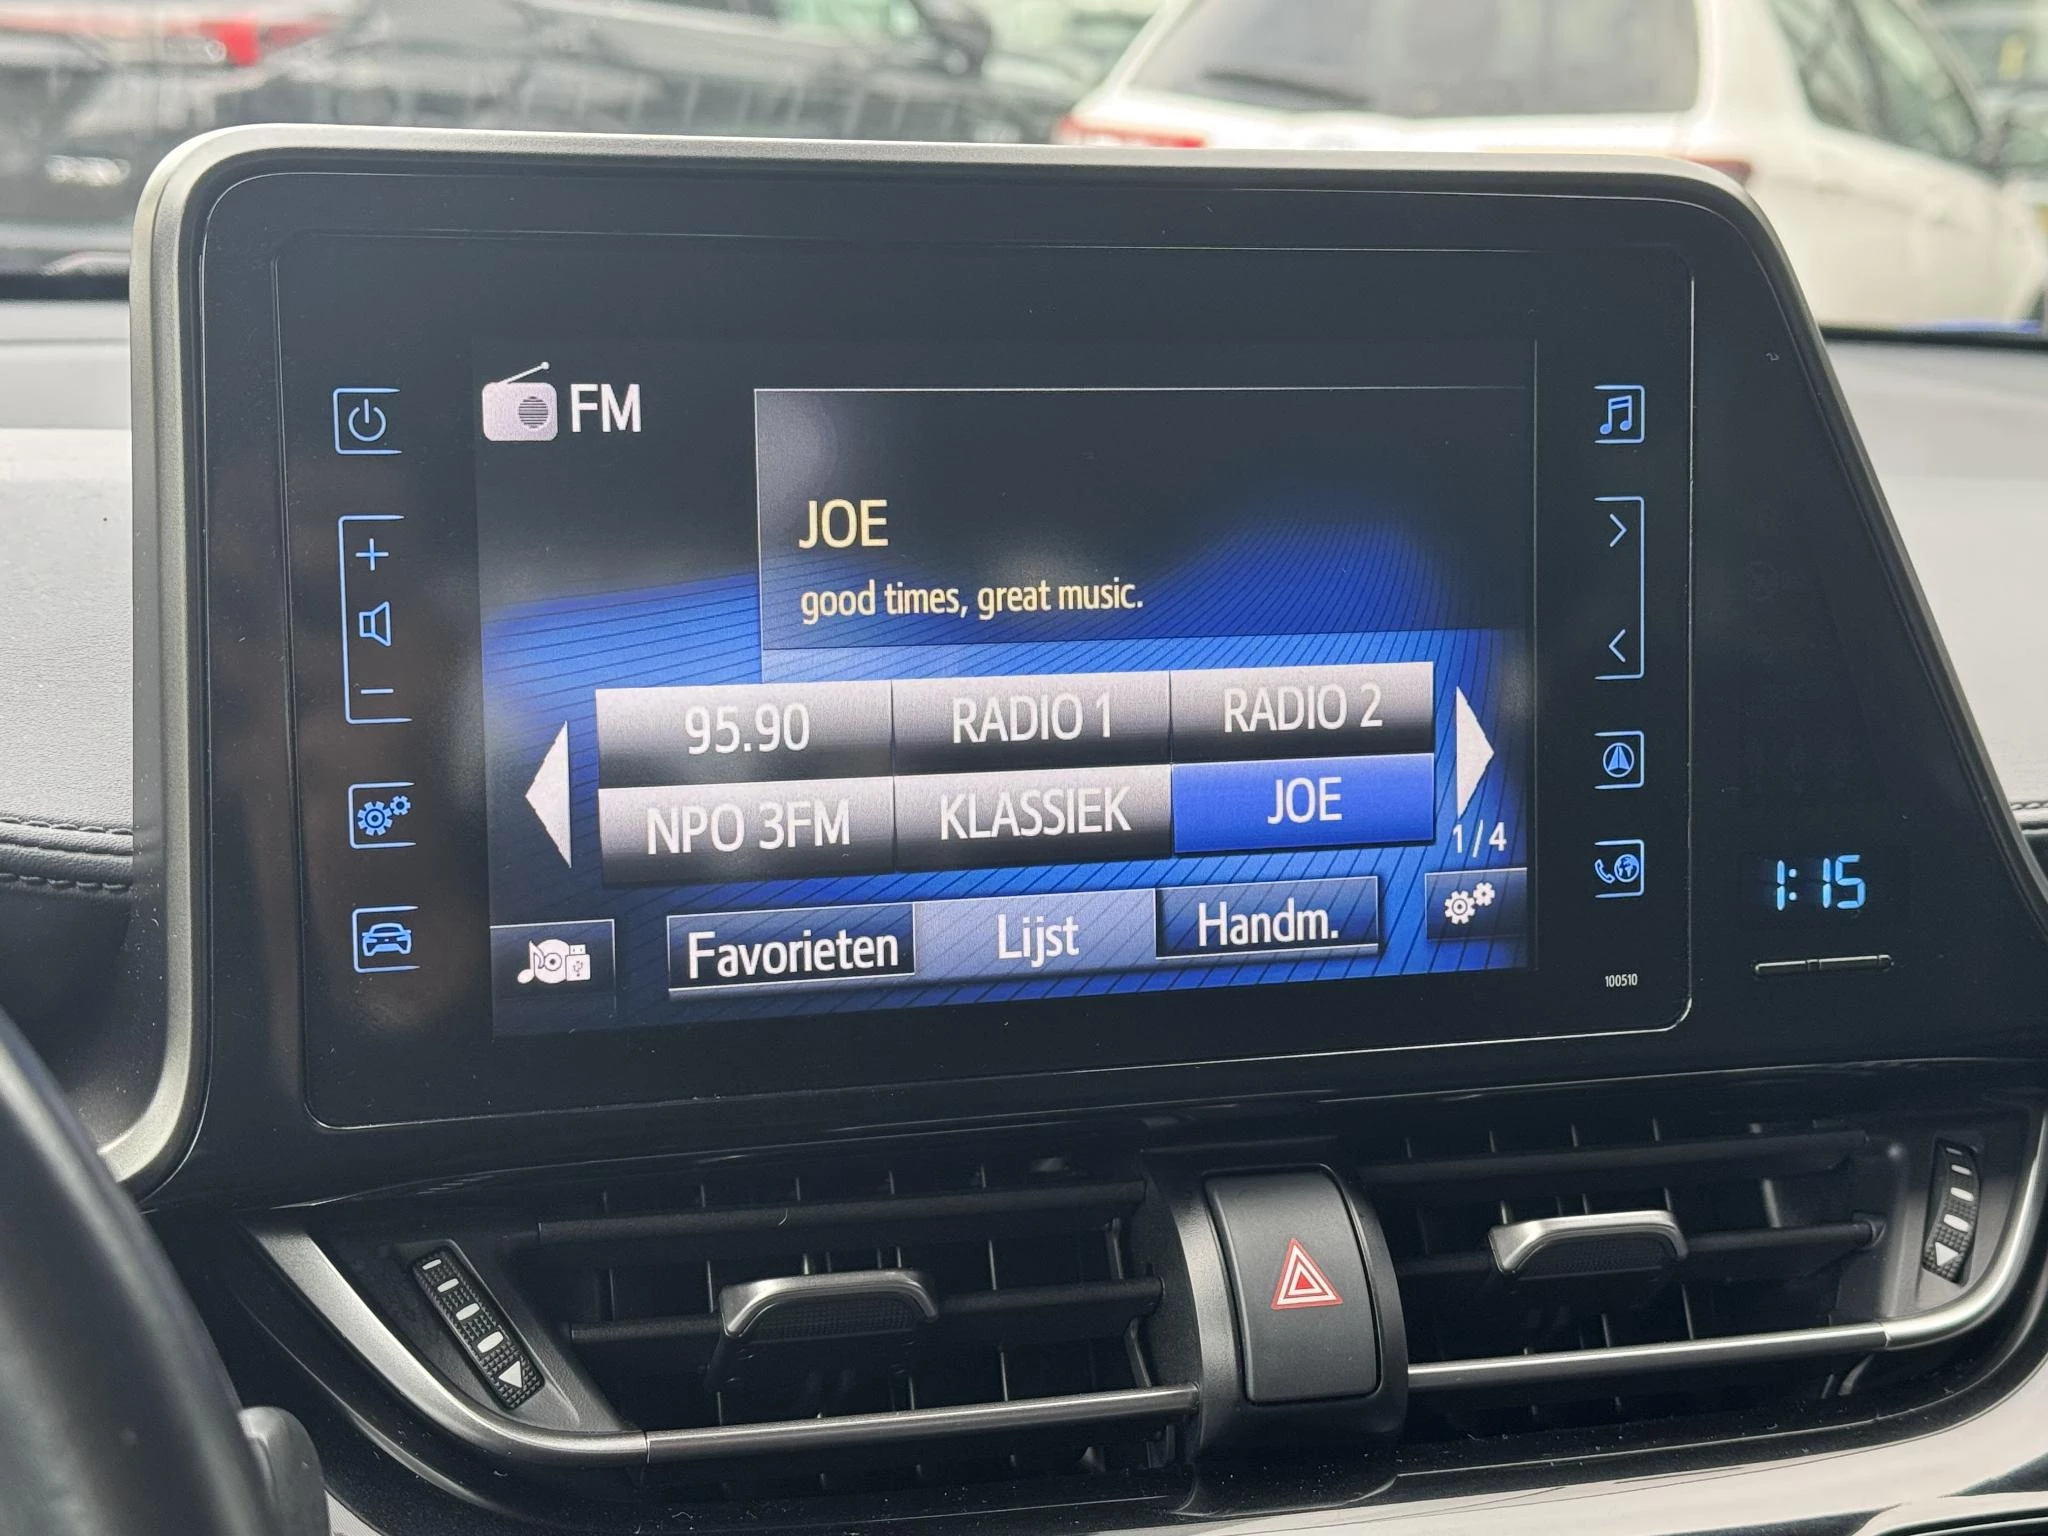 FM
JOE
good times, great music.
95.90 RADIO 1 RADIO 2
NPO 3FM KLASSIEK JOE
1 / 4
Favorieten Lijst Handm.
100510
1:15